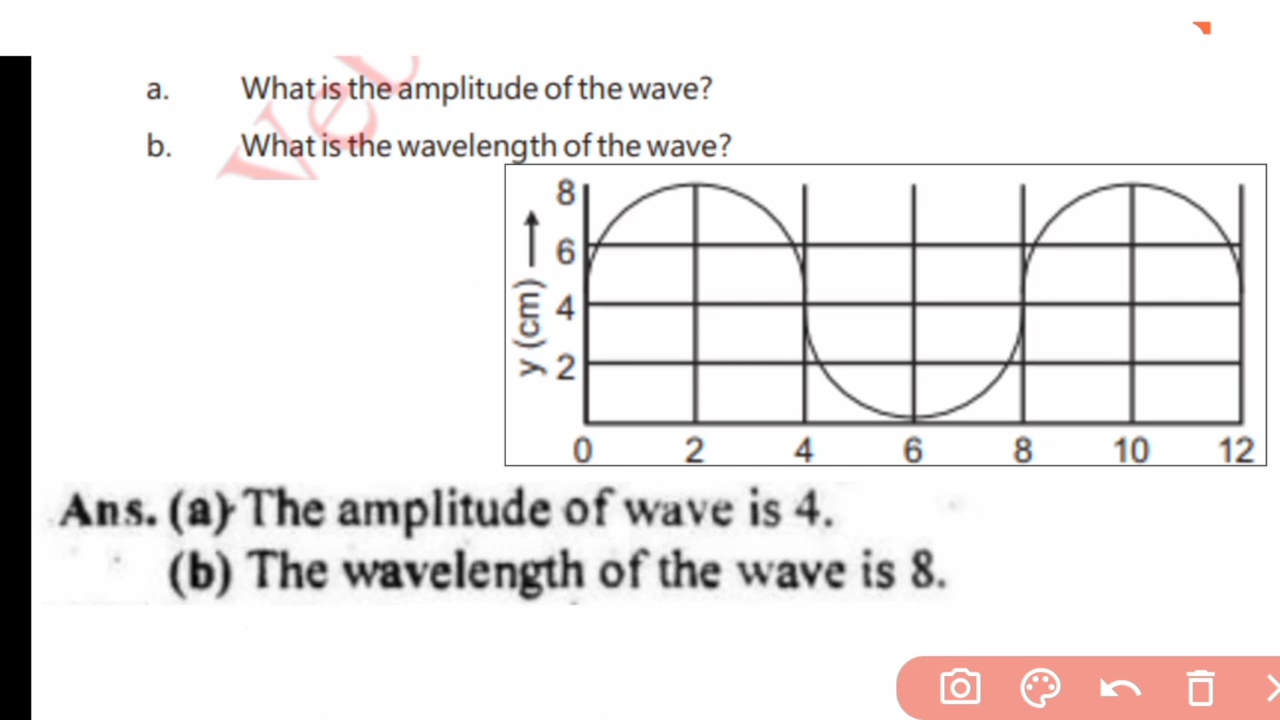 a. What is the amplitude of the wave?
b. What is the wavelength of the wave?
8
6
4
2
y (cm)
0 2 4 6 8 10 12
Ans. (a) The amplitude of wave is 4.
(b) The wavelength of the wave is 8.